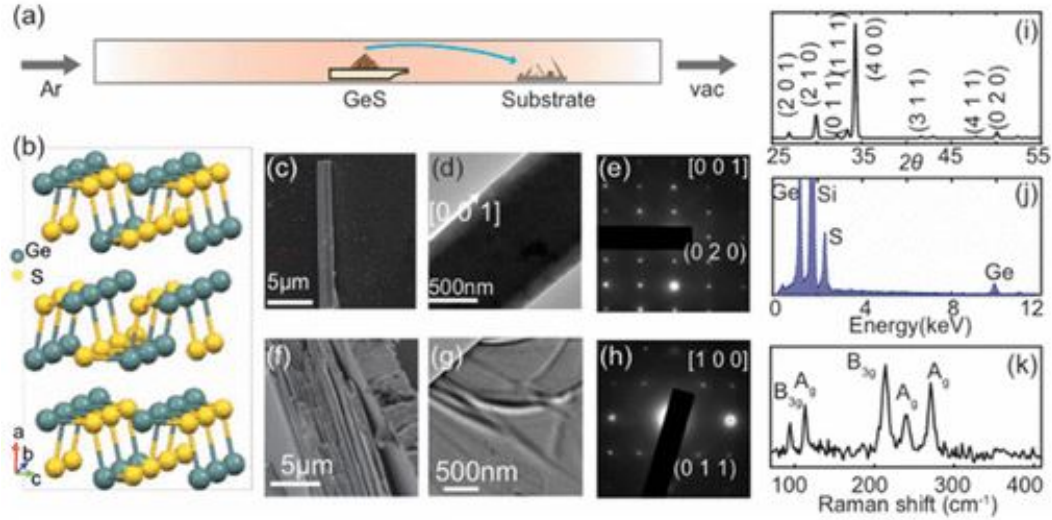 (a)
Ar
GeS
Substrate
vac
(b)
Ge
S
a
b
c
(c)
5μm
(d)
[0 0 1]
500nm
(e)
[0 0 1]
(0 2 0)
(f)
5μm
(g)
500nm
(h)
[1 0 0]
(0 1 1)
(i)
(2 0 1)
(2 1 0)
(0 1 1)
(1 1 1)
(4 0 0)
(3 1 1)
(4 1 1)
(0 2 0)
25 35 45 55
2θ
(j)
Ge Si
S
Ge
0 4 8 12
Energy(keV)
(k)
B3g Ag B3g Ag Ag
100 200 300 400
Raman shift (cm⁻¹)